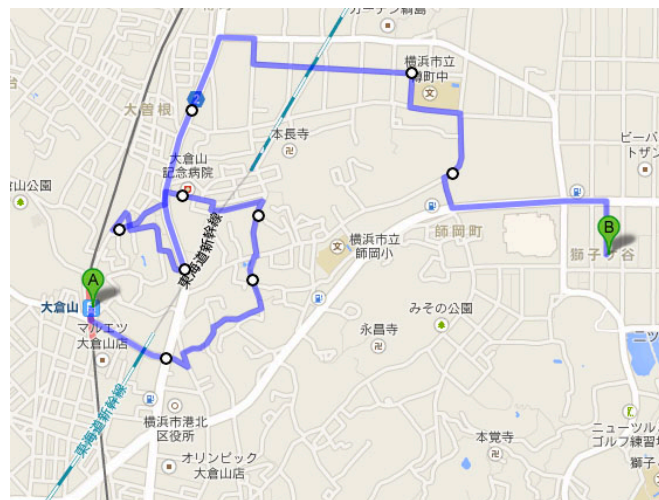 ガーデン綱島
横浜市立
樽町中
2
大曽根
本長寺
ビーバー
トザン
大倉山
記念病院
倉山公園
東海道新幹線
横浜市立
師岡小
師岡町
B
獅子ヶ谷
A
大倉山
みその公園
マルエツ
大倉山店
永昌寺
東海道新幹線
横浜市港北
区役所
本覚寺
オリンピック
大倉山店
ニュー
ゴルフ練習場
獅子